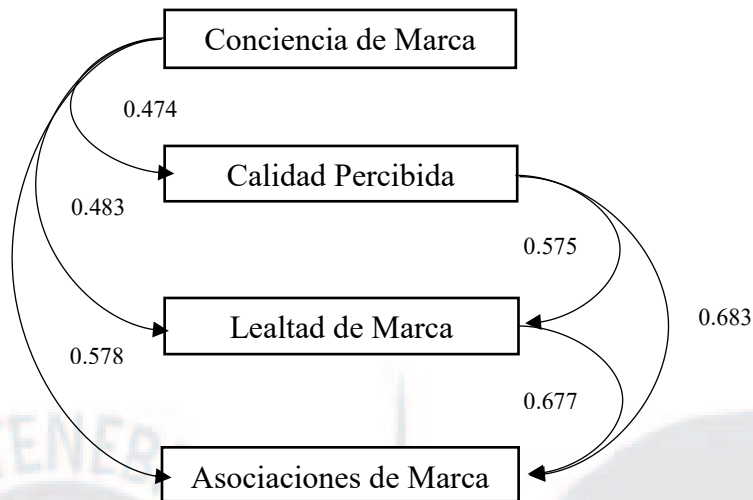 Conciencia de Marca
0.474
Calidad Percibida
0.483
0.575
Lealtad de Marca
0.683
0.578
0.677
Asociaciones de Marca